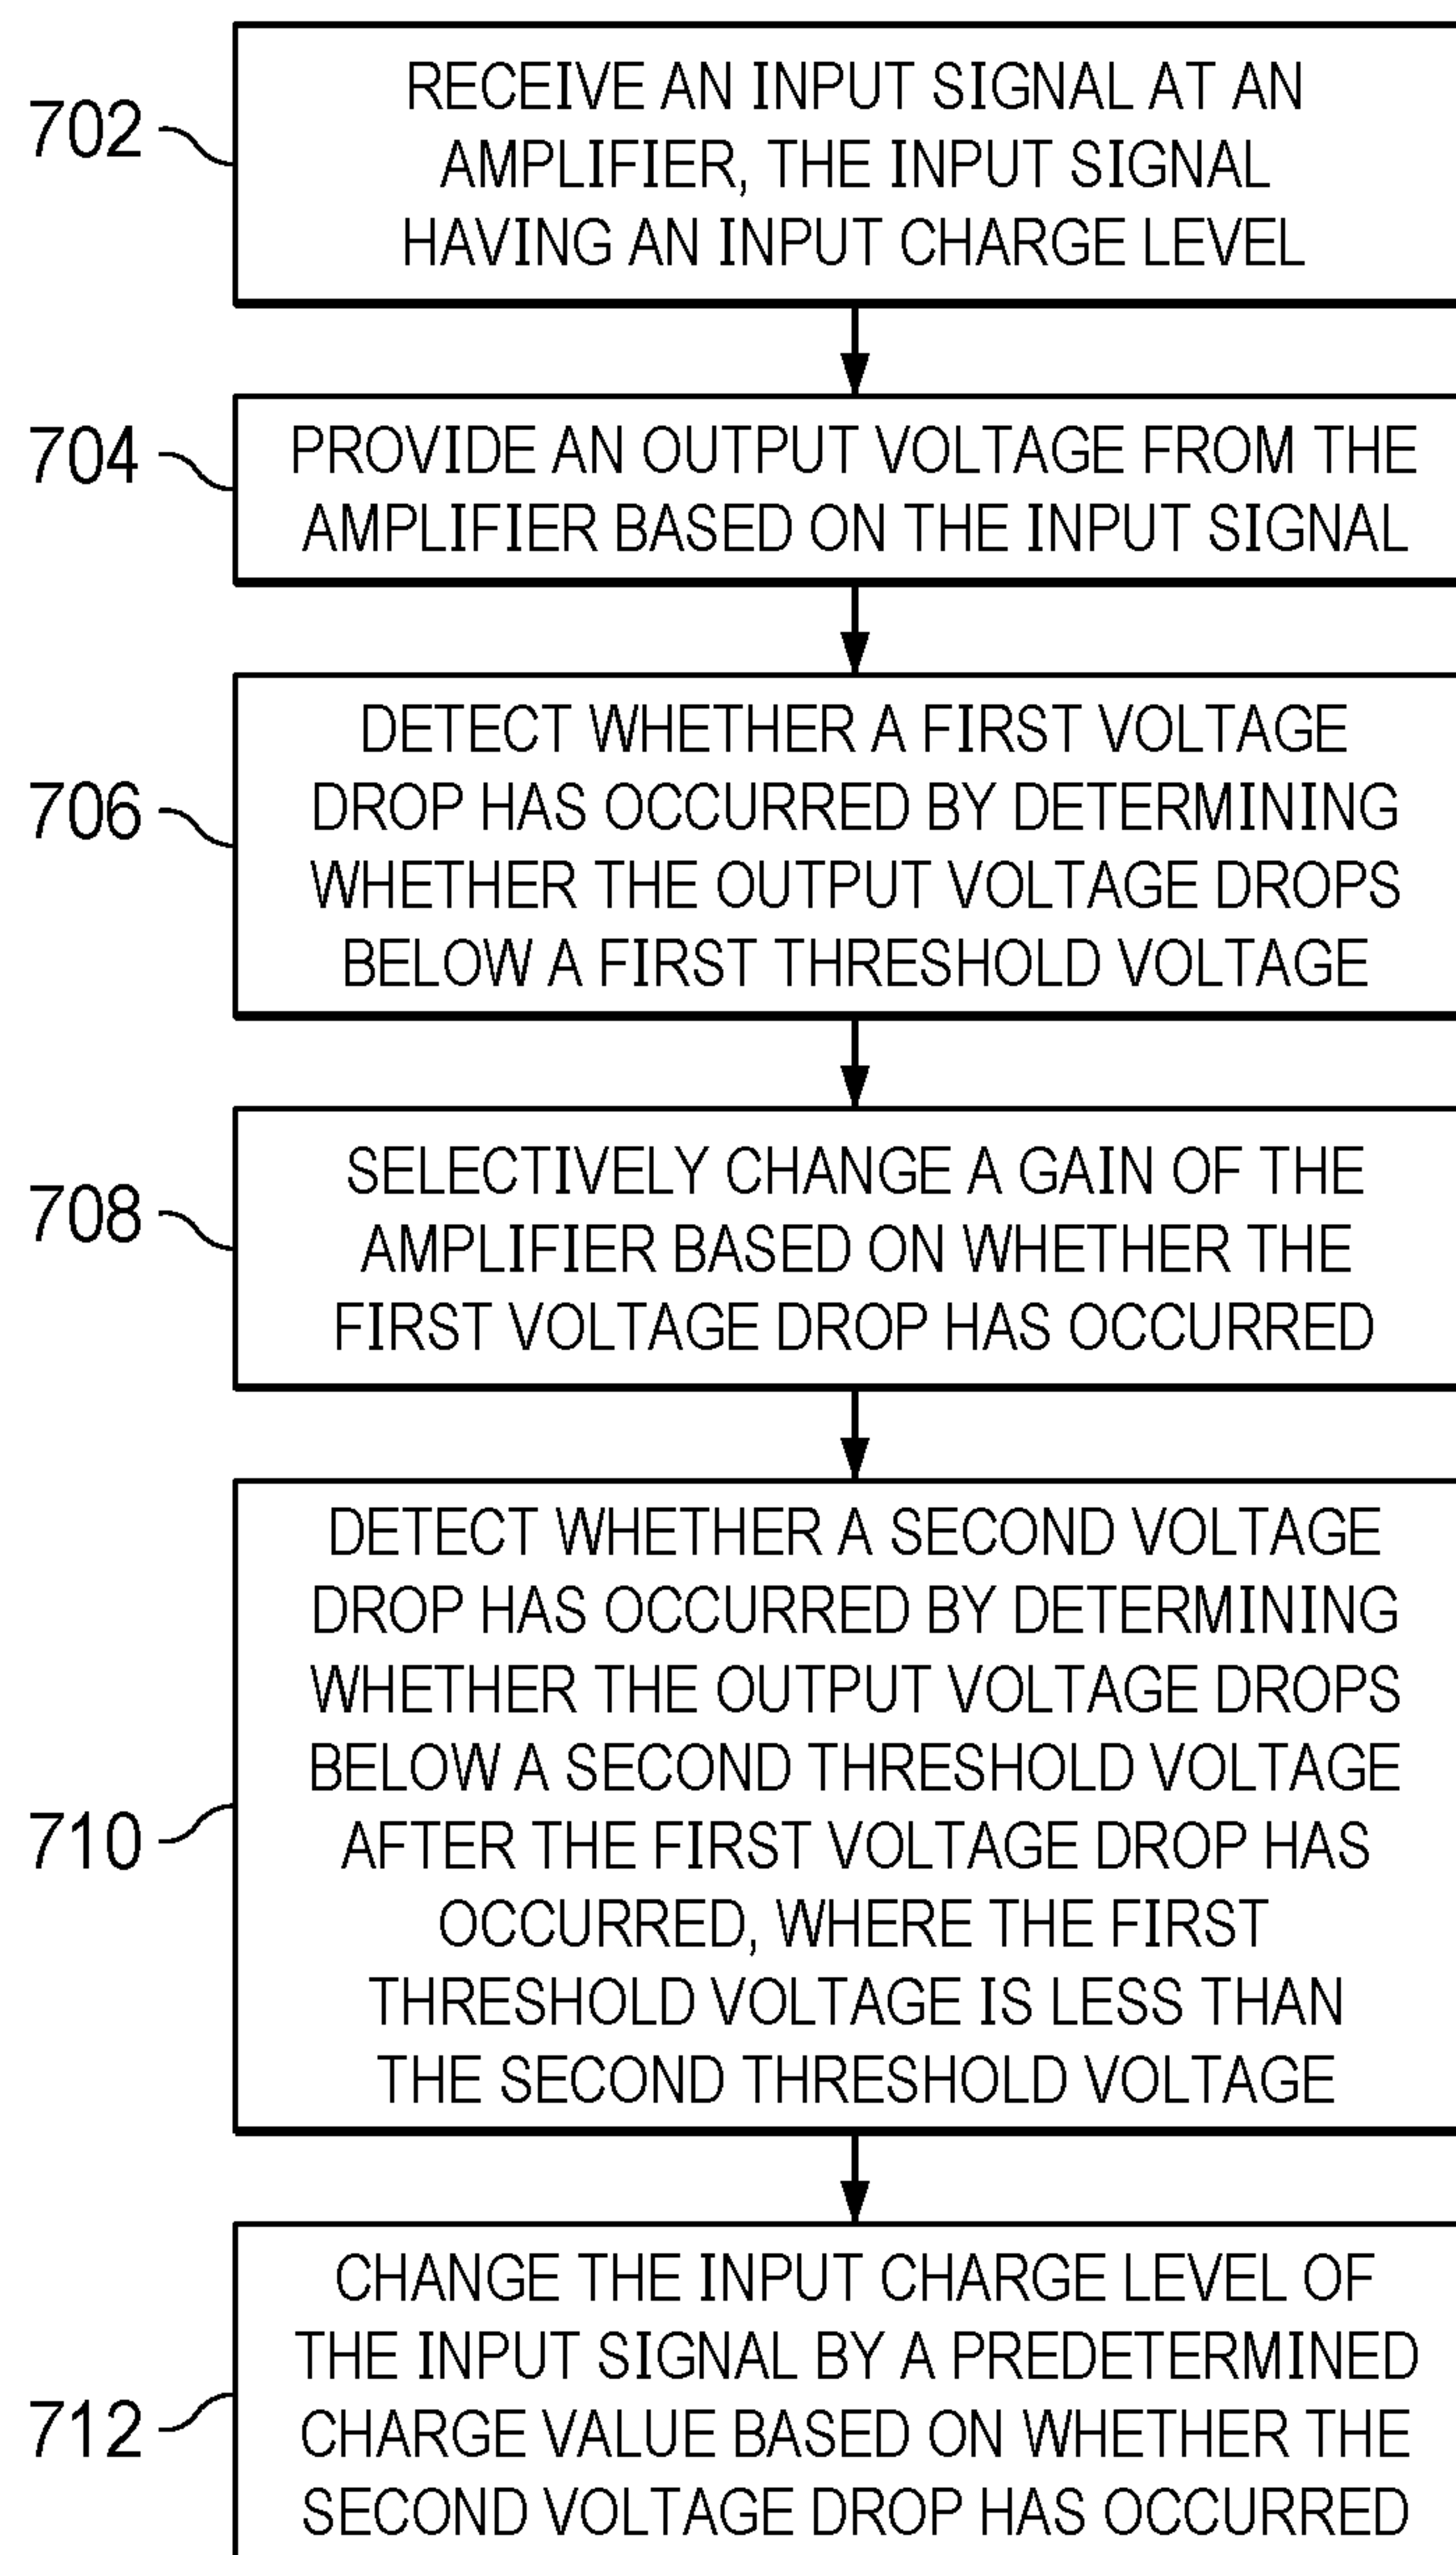 702
RECEIVE AN INPUT SIGNAL AT AN
AMPLIFIER, THE INPUT SIGNAL
HAVING AN INPUT CHARGE LEVEL
704
PROVIDE AN OUTPUT VOLTAGE FROM THE
AMPLIFIER BASED ON THE INPUT SIGNAL
706
DETECT WHETHER A FIRST VOLTAGE
DROP HAS OCCURRED BY DETERMINING
WHETHER THE OUTPUT VOLTAGE DROPS
BELOW A FIRST THRESHOLD VOLTAGE
708
SELECTIVELY CHANGE A GAIN OF THE
AMPLIFIER BASED ON WHETHER THE
FIRST VOLTAGE DROP HAS OCCURRED
710
DETECT WHETHER A SECOND VOLTAGE
DROP HAS OCCURRED BY DETERMINING
WHETHER THE OUTPUT VOLTAGE DROPS
BELOW A SECOND THRESHOLD VOLTAGE
AFTER THE FIRST VOLTAGE DROP HAS
OCCURRED, WHERE THE FIRST
THRESHOLD VOLTAGE IS LESS THAN
THE SECOND THRESHOLD VOLTAGE
712
CHANGE THE INPUT CHARGE LEVEL OF
THE INPUT SIGNAL BY A PREDETERMINED
CHARGE VALUE BASED ON WHETHER THE
SECOND VOLTAGE DROP HAS OCCURRED